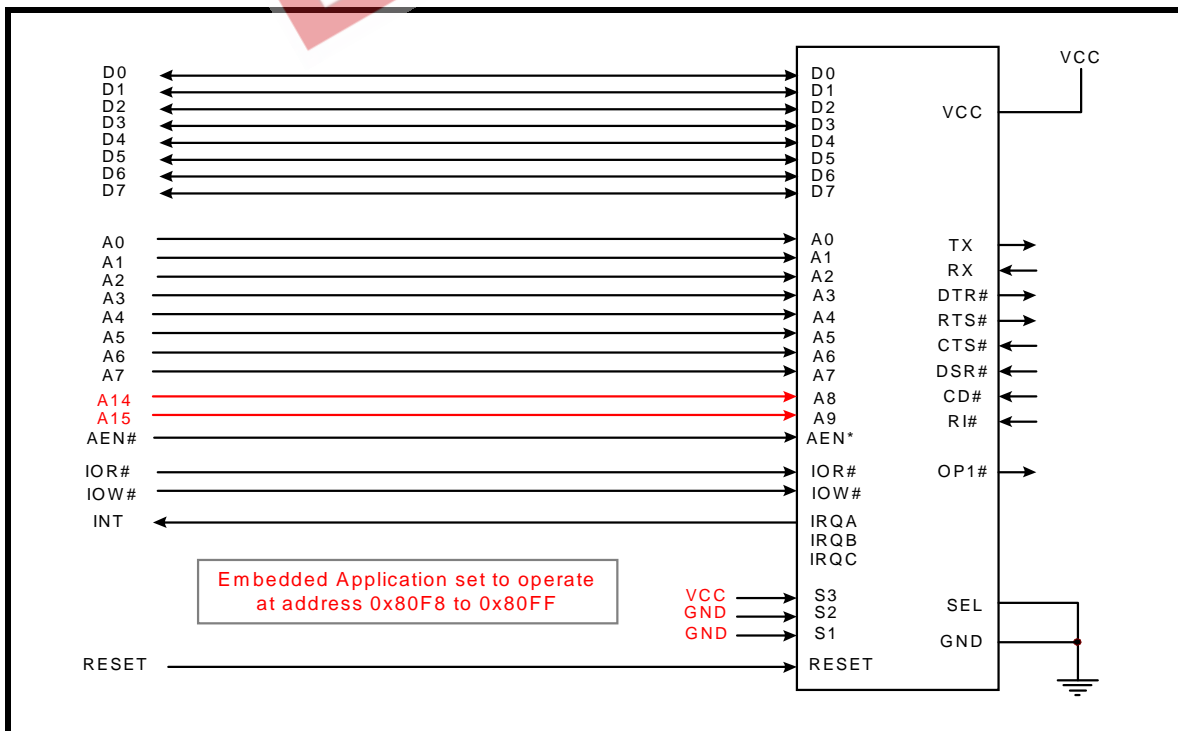 VCC
D0 D0
D1 D1
D2 D2 VCC
D3 D3
D4 D4
D5 D5
D6 D6
D7 D7
A0 A0 TX
A1 A1
A2 A2 RX
A3 A3 DTR#
A4 A4 RTS#
A5 A5 CTS#
A6 A6
A7 A7 DSR#
A14 A8 CD#
A15 A9 RI#
AEN# AEN*
IOR# IOR# OP1#
IOW# IOW#
INT IRQA
IRQB
IRQC
Embedded Application set to operate
at address 0x80F8 to 0x80FF
VCC S3 SEL
GND S2
GND S1 GND
RESET RESET